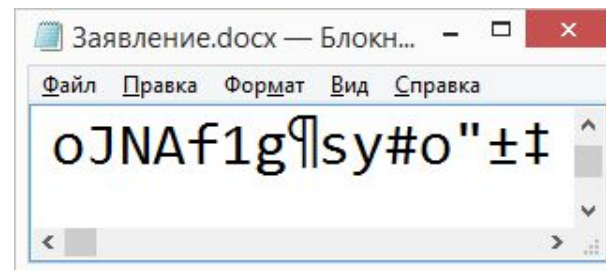 Заявление.docx — Блокн...
Файл Правка Формат Вид Справка
oJNAf1g¶sy#o"±‡